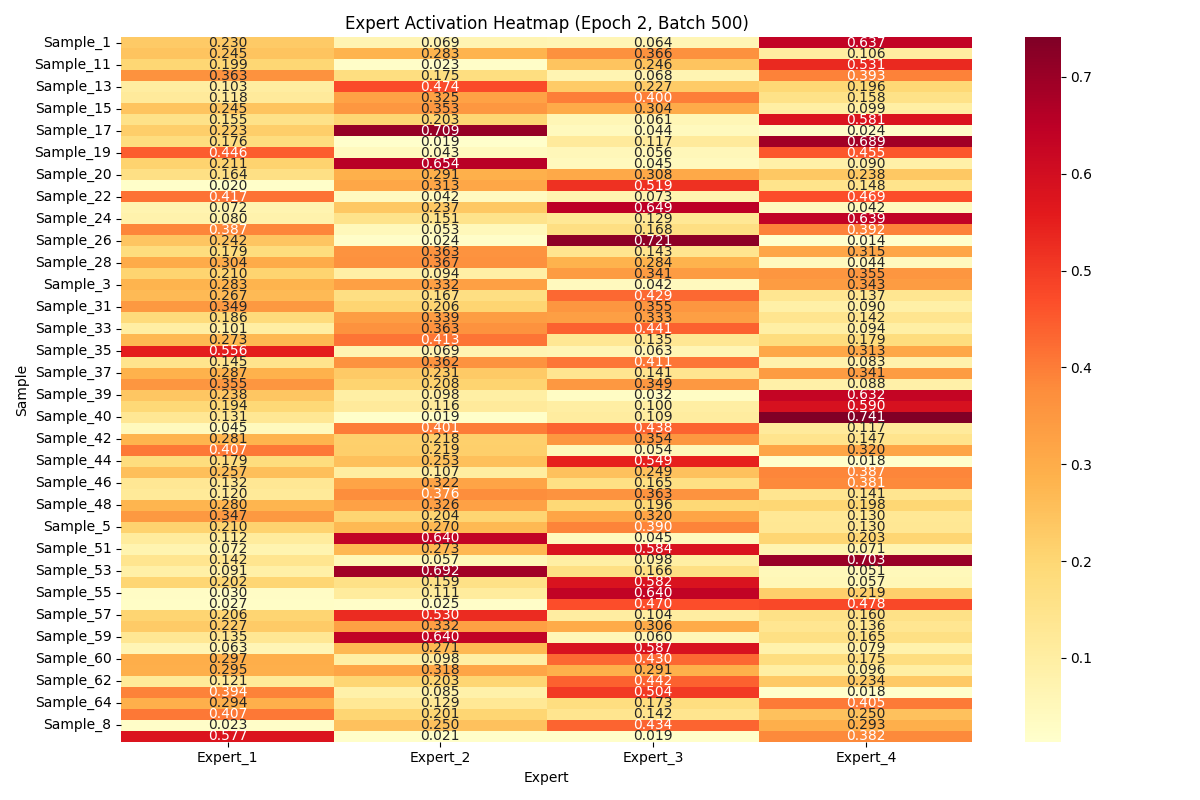 Expert Activation Heatmap (Epoch 2, Batch 500)
Sample_1 0.230 0.069 0.064 0.637
0.245 0.283 0.366 0.106
Sample_11 0.199 0.023 0.246 0.531
0.363 0.175 0.068 0.393
Sample_13 0.103 0.474 0.227 0.196
0.118 0.325 0.400 0.158
Sample_15 0.245 0.353 0.304 0.099
0.155 0.203 0.061 0.581
Sample_17 0.223 0.709 0.044 0.024
0.176 0.019 0.117 0.689
Sample_19 0.446 0.043 0.056 0.455
0.211 0.654 0.045 0.090
Sample_20 0.164 0.291 0.308 0.238
0.020 0.313 0.519 0.148
Sample_22 0.417 0.042 0.073 0.469
0.072 0.237 0.649 0.042
Sample_24 0.080 0.151 0.129 0.639
0.387 0.053 0.168 0.392
Sample_26 0.242 0.024 0.721 0.014
0.179 0.363 0.143 0.315
Sample_28 0.304 0.367 0.284 0.044
0.210 0.094 0.341 0.355
Sample_3 0.283 0.332 0.042 0.343
0.267 0.167 0.429 0.137
Sample_31 0.349 0.206 0.355 0.090
0.186 0.339 0.333 0.142
Sample_33 0.101 0.363 0.441 0.094
0.273 0.413 0.135 0.179
Sample_35 0.556 0.069 0.063 0.313
0.145 0.362 0.411 0.083
Sample_37 0.287 0.231 0.141 0.341
0.355 0.208 0.349 0.088
Sample_39 0.238 0.098 0.032 0.632
0.194 0.116 0.100 0.590
Sample_40 0.131 0.019 0.109 0.741
0.045 0.401 0.438 0.117
Sample_42 0.281 0.218 0.354 0.147
0.407 0.219 0.054 0.320
Sample_44 0.179 0.253 0.549 0.018
0.257 0.107 0.249 0.387
Sample_46 0.132 0.322 0.165 0.381
0.120 0.376 0.363 0.141
Sample_48 0.280 0.326 0.196 0.198
0.347 0.204 0.320 0.130
Sample_5 0.210 0.270 0.390 0.130
0.112 0.640 0.045 0.203
Sample_51 0.072 0.273 0.584 0.071
0.142 0.057 0.098 0.703
Sample_53 0.091 0.692 0.166 0.051
0.202 0.159 0.582 0.057
Sample_55 0.030 0.111 0.640 0.219
0.027 0.025 0.470 0.478
Sample_57 0.206 0.530 0.104 0.160
0.227 0.332 0.306 0.136
Sample_59 0.135 0.640 0.060 0.165
0.063 0.271 0.587 0.079
Sample_60 0.297 0.098 0.430 0.175
0.295 0.318 0.291 0.096
Sample_62 0.121 0.203 0.442 0.234
0.394 0.085 0.504 0.018
Sample_64 0.294 0.129 0.173 0.405
0.407 0.201 0.142 0.250
Sample_8 0.023 0.250 0.434 0.293
0.577 0.021 0.019 0.382
Expert_1 Expert_2 Expert_3 Expert_4
Expert
Sample
0.7
0.6
0.5
0.4
0.3
0.2
0.1